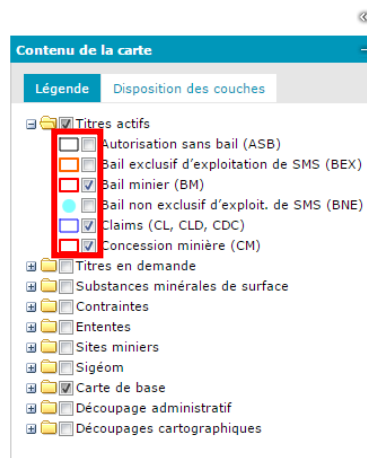 Contenu de la carte
Légende Disposition des couches
Titres actifs
Autorisation sans bail (ASB)
Bail exclusif d'exploitation de SMS (BEX)
Bail minier (BM)
Bail non exclusif d'exploit. de SMS (BNE)
Claims (CL, CLD, CDC)
Concession minière (CM)
Titres en demande
Substances minérales de surface
Contraintes
Ententes
Sites miniers
Sigéom
Carte de base
Découpage administratif
Découpages cartographiques